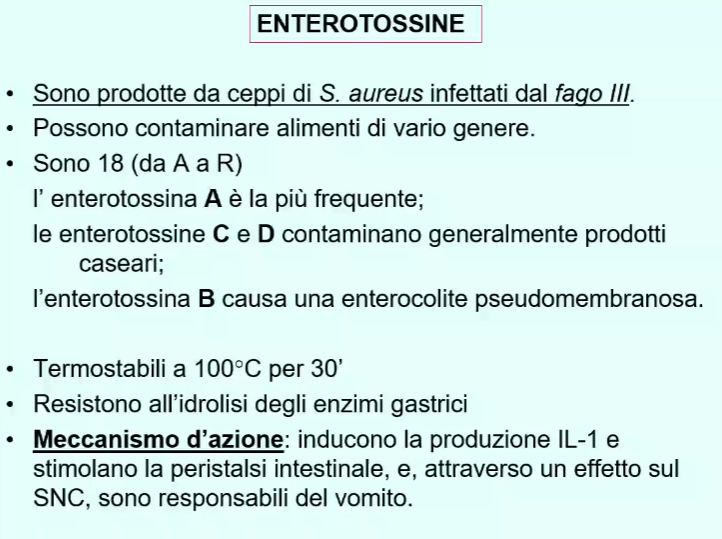 ENTEROTOSSINE
• Sono prodotte da ceppi di S. aureus infettati dal fago III.
• Possono contaminare alimenti di vario genere.
• Sono 18 (da A a R)
l' enterotossina A è la più frequente;
le enterotossine C e D contaminano generalmente prodotti
caseari;
l'enterotossina B causa una enterocolite pseudomembranosa.
• Termostabili a 100°C per 30'
• Resistono all'idrolisi degli enzimi gastrici
• Meccanismo d'azione: inducono la produzione IL-1 e
stimolano la peristalsi intestinale, e, attraverso un effetto sul
SNC, sono responsabili del vomito.